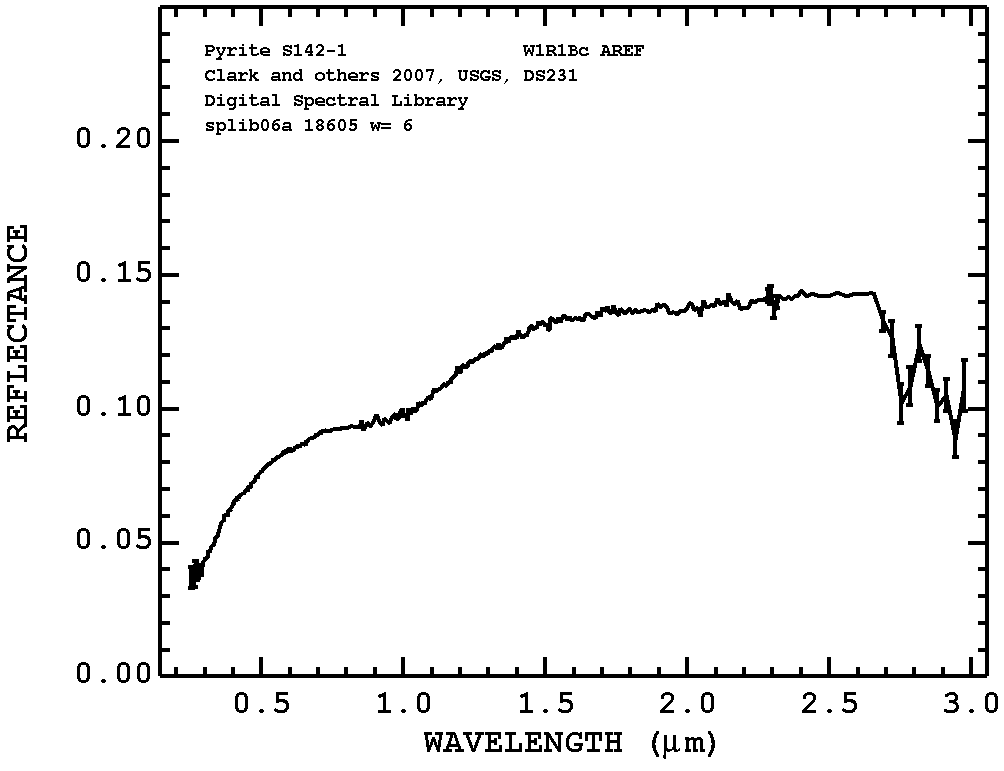 Pyrite S142-1 W1R1Bc AREF
Clark and others 2007, USGS, DS231
Digital Spectral Library
splib06a 18605 w= 6
REFLECTANCE
0.20
0.15
0.10
0.05
0.00
0.5 1.0 1.5 2.0 2.5 3.0
WAVELENGTH (μm)